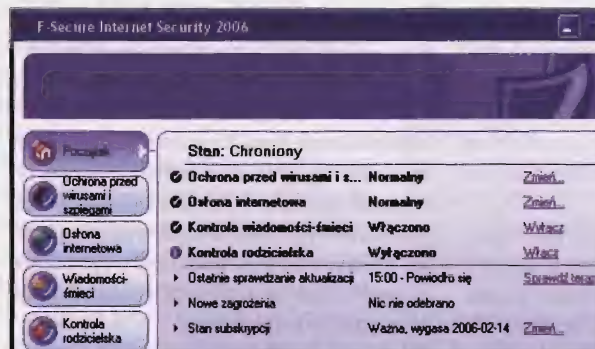 F-Secure Internet Security 2006
Początek
Ochrona przed
wirusami i
szpiegami
Osłona
internetowa
Wiadomości-
śmieci
Kontrola
rodzicielska
Stan: Chroniony
Ochrona przed wirusami i s... Normalny Zmień...
Osłona internetowa Normalny Zmień...
Kontrola wiadomości-śmieci Włączono Wyłącz
Kontrola rodzicielska Wyłączono Włącz
Ostatnie sprawdzanie aktualizacji 15:00 - Powiodło się Sprawdź teraz
Nowe zagrożenia Nic nie odebrano
Stan subskrypcji Ważna, wygasa 2006-02-14 Zmień...